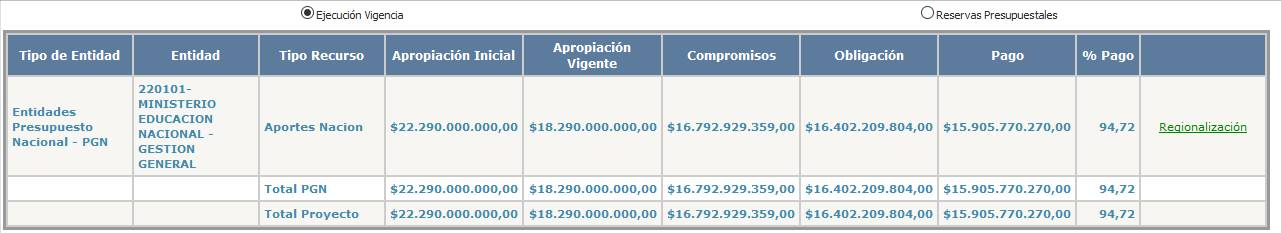 Ejecución Vigencia Reservas Presupuestales
Tipo de Entidad Entidad Tipo Recurso Apropiación Inicial Apropiación Vigente Compromisos Obligación Pago % Pago
Entidades Presupuesto Nacional - PGN
220101-
MINISTERIO
EDUCACION
NACIONAL -
GESTION
GENERAL
Aportes Nacion $22.290.000.000,00 $18.290.000.000,00 $16.792.929.359,00 $16.402.209.804,00 $15.905.770.270,00 94,72 Regionalización
Total PGN $22.290.000.000,00 $18.290.000.000,00 $16.792.929.359,00 $16.402.209.804,00 $15.905.770.270,00 94,72
Total Proyecto $22.290.000.000,00 $18.290.000.000,00 $16.792.929.359,00 $16.402.209.804,00 $15.905.770.270,00 94,72